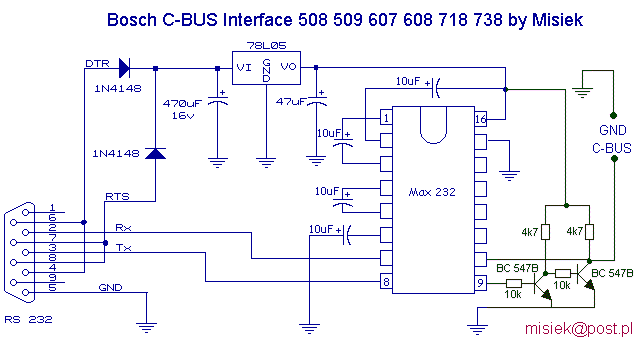 Bosch C-BUS Interface 508 509 607 608 718 738 by Misiek
78L05
DTR
VI
GND
VO
1N4148
470uF
16v
47uF
10uF
1
16
GND
C-BUS
10uF
1N4148
10uF
Max 232
RTS
1
6
2
7
3
8
4
9
5
Rx
Tx
GND
RS 232
10uF
4k7
4k7
8
9
BC 547B
BC 547B
10k
10k
misiek@post.pl